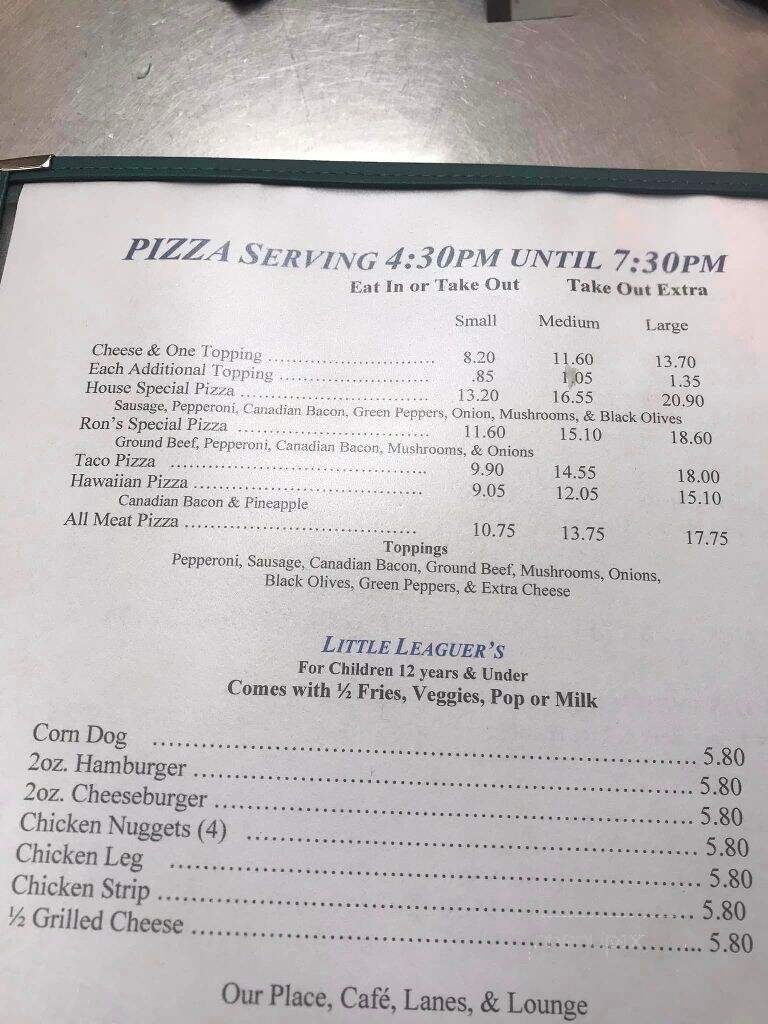 PIZZA SERVING 4:30PM UNTIL 7:30PM
Eat In or Take Out Take Out Extra
Small Medium Large
Cheese & One Topping .................................. 8.20 11.60 13.70
Each Additional Topping .............................. .85 1.05 1.35
House Special Pizza ...................................... 13.20 16.55 20.90
Sausage, Pepperoni, Canadian Bacon, Green Peppers, Onion, Mushrooms, & Black Olives
Ron's Special Pizza ...................................... 11.60 15.10 18.60
Ground Beef, Pepperoni, Canadian Bacon, Mushrooms, & Onions
Taco Pizza .................................................... 9.90 14.55 18.00
Hawaiian Pizza .............................................. 9.05 12.05 15.10
Canadian Bacon & Pineapple
All Meat Pizza ............................................... 10.75 13.75 17.75
Toppings
Pepperoni, Sausage, Canadian Bacon, Ground Beef, Mushrooms, Onions,
Black Olives, Green Peppers, & Extra Cheese
LITTLE LEAGUER'S
For Children 12 years & Under
Comes with ½ Fries, Veggies, Pop or Milk
Corn Dog ........................................................................ 5.80
2oz. Hamburger ................................................................ 5.80
2oz. Cheeseburger ............................................................. 5.80
Chicken Nuggets (4) .......................................................... 5.80
Chicken Leg ..................................................................... 5.80
Chicken Strip ................................................................... 5.80
½ Grilled Cheese .............................................................. 5.80
Our Place, Café, Lanes, & Lounge